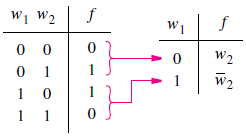 w₁ w₂ f
0 0 0
0 1 1
1 0 1
1 1 0
w₁ f
0 w₂
1 w̅₂